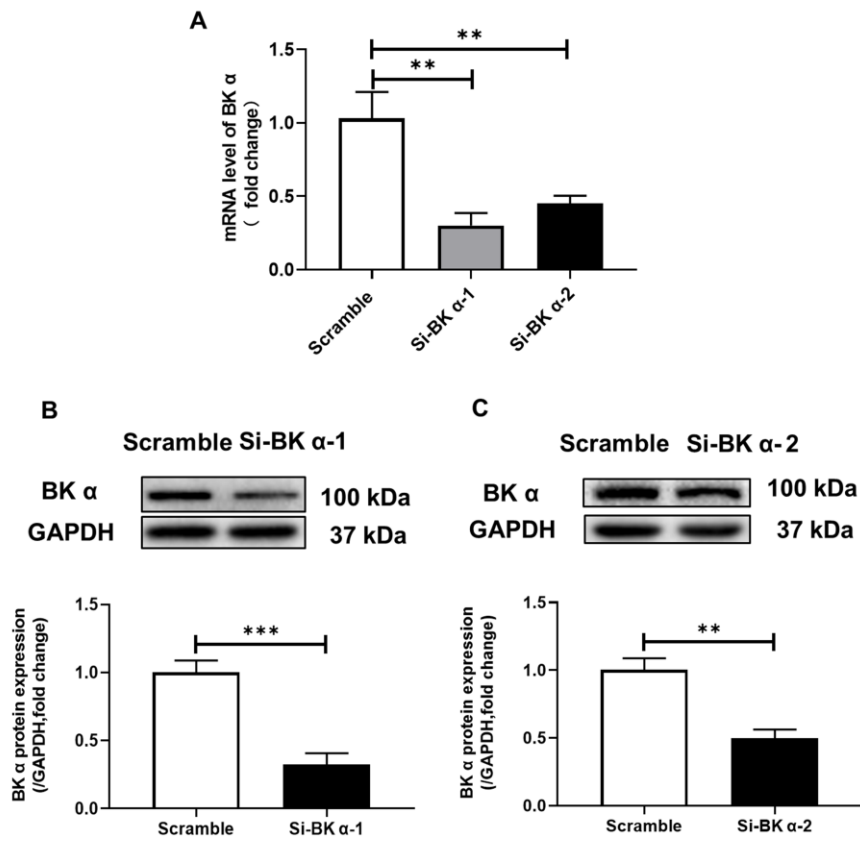 A
mRNA level of BK α
( fold change)
1.5
1.0
0.5
0.0
**
**
Scramble
Si-BK α-1
Si-BK α-2
B
Scramble Si-BK α-1
BK α
100 kDa
GAPDH
37 kDa
BK α protein expression
(/GAPDH,fold change)
1.5
1.0
0.5
0.0
***
Scramble
Si-BK α-1
C
Scramble Si-BK α-2
BK α
100 kDa
GAPDH
37 kDa
BK α protein expression
(/GAPDH,fold change)
1.5
1.0
0.5
0.0
**
Scramble
Si-BK α-2